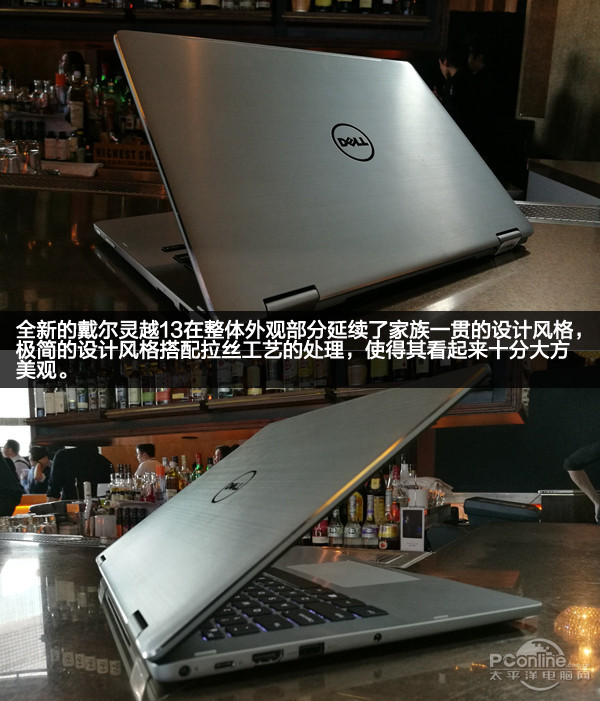 DELL
HIGHEST
全新的戴尔灵越13在整体外观部分延续了家族一贯的设计风格，
极简的设计风格搭配拉丝工艺的处理，使得其看起来十分大方
美观。
DELL
PConline
太平洋电脑网